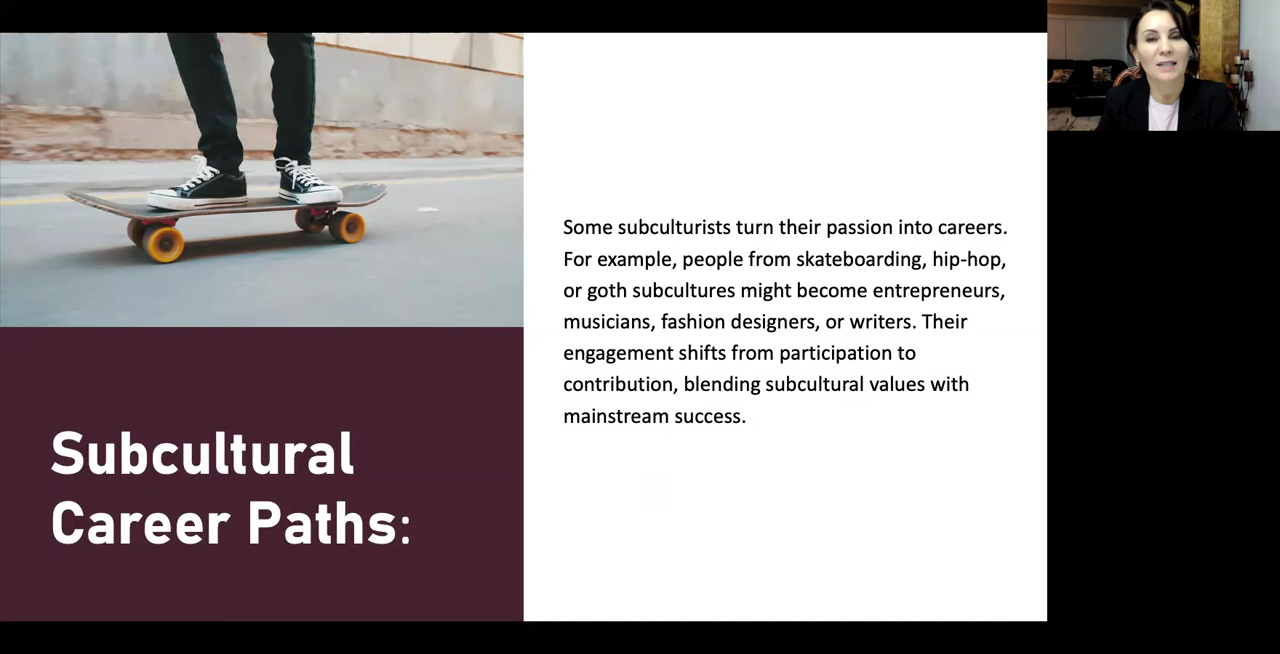 Subcultural
Career Paths:
Some subculturists turn their passion into careers.
For example, people from skateboarding, hip-hop,
or goth subcultures might become entrepreneurs,
musicians, fashion designers, or writers. Their
engagement shifts from participation to
contribution, blending subcultural values with
mainstream success.